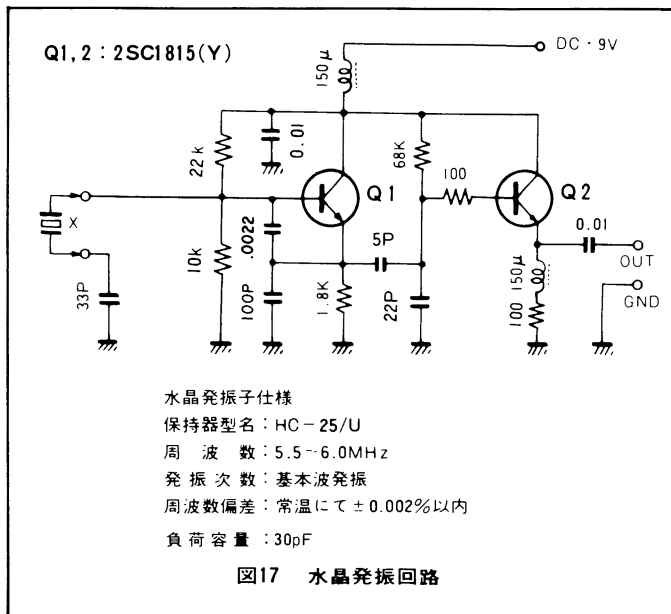 Q1,2：2SC1815(Y)
DC・9V
150μ
22k
0.01
68K
100
Q1
Q2
X
.0022
5P
0.01
OUT
10k
150μ
33P
100P
1.8K
22P
100
GND
水晶発振子仕様
保持器型名：HC－25/U
周波数：5.5～6.0MHz
発振次数：基本波発振
周波数偏差：常温にて±0.002％以内
負荷容量：30pF
図17 水晶発振回路